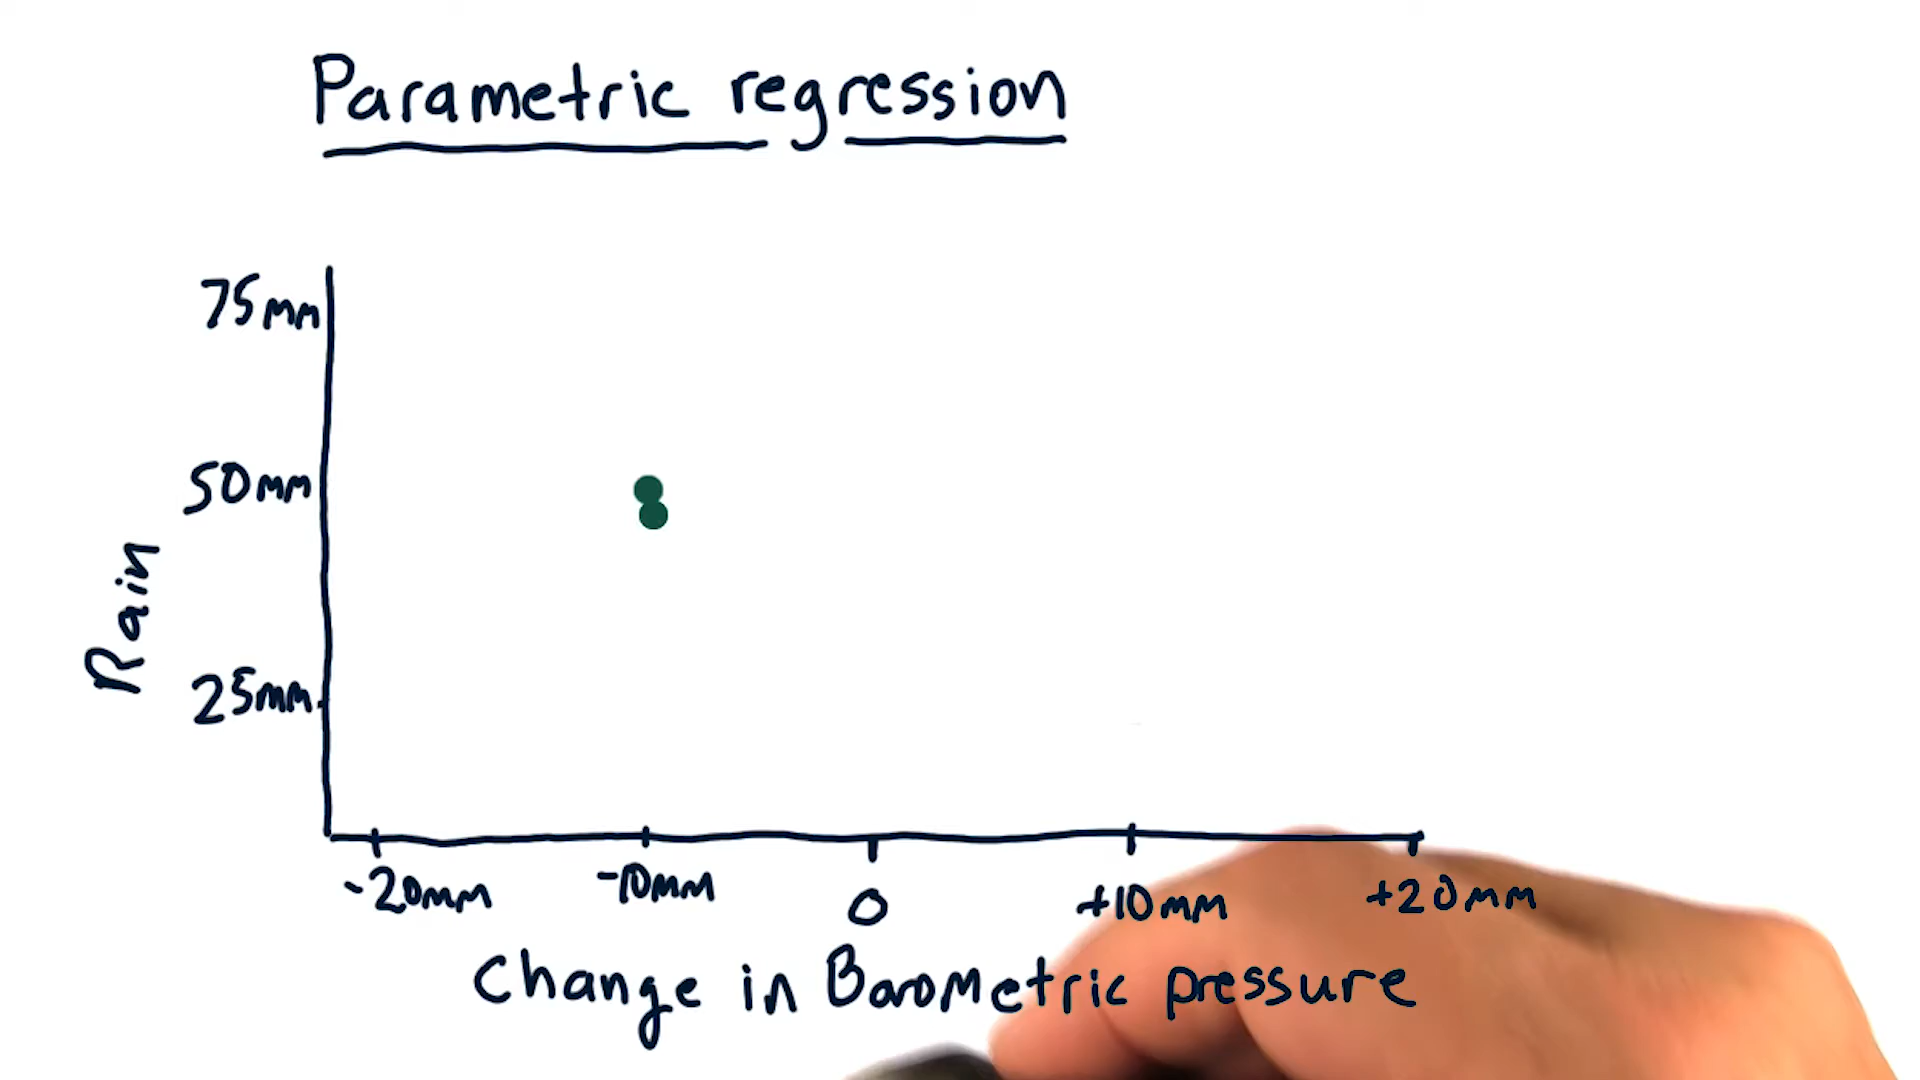 Parametric regression
75mm
50mm
25mm
Rain
-20mm
-10mm
0
+10mm
+20mm
Change in Barometric pressure